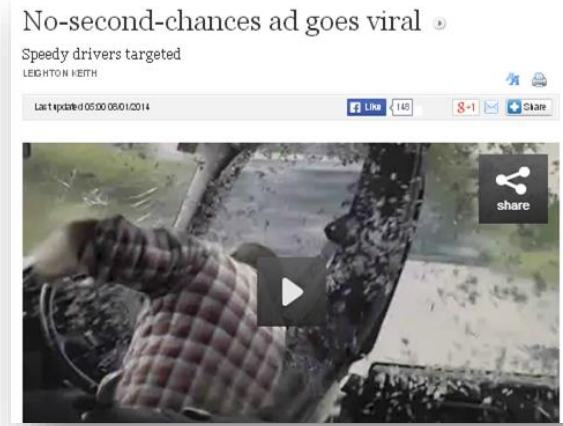 No-second-chances ad goes viral
Speedy drivers targeted
LEIGHTON KEITH
Last updated 05:00 08/01/2014
Like 148
g+1
Share
share